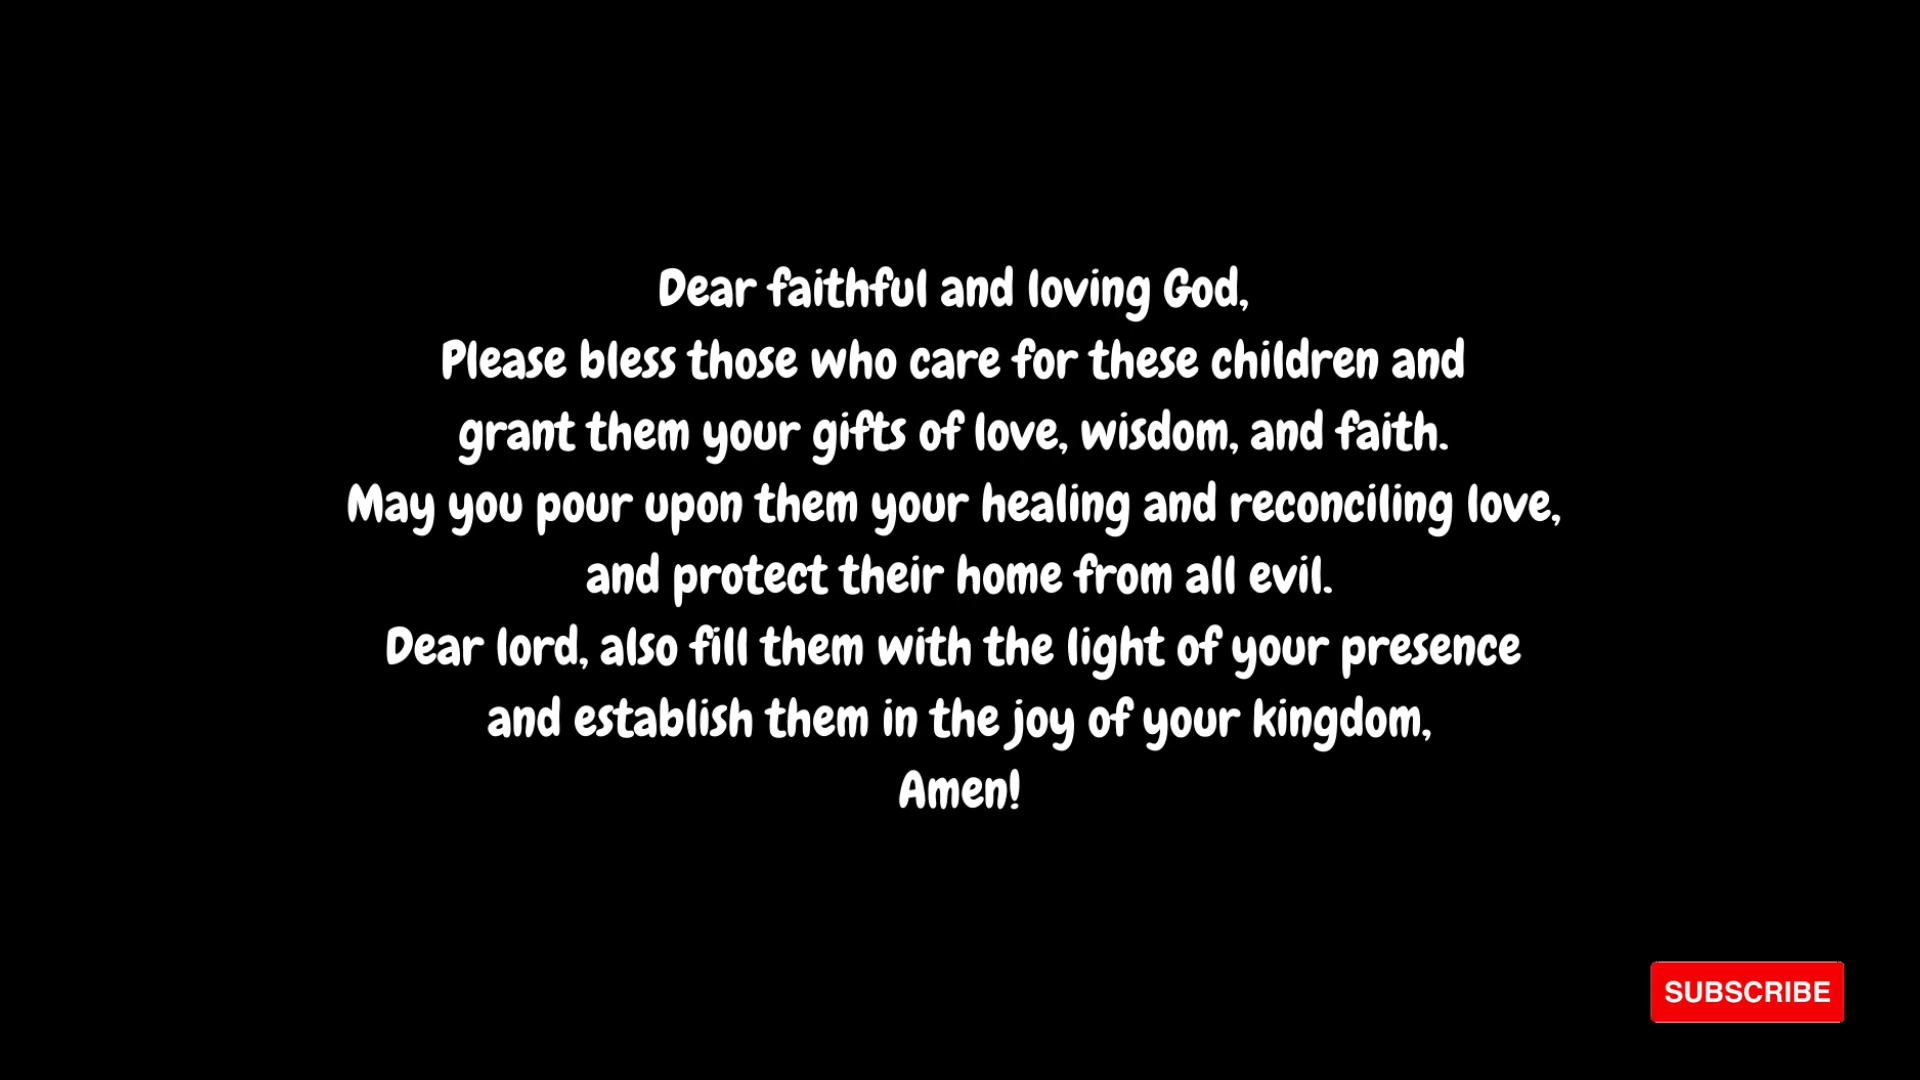 Dear faithful and loving God,
Please bless those who care for these children and
grant them your gifts of love, wisdom, and faith.
May you pour upon them your healing and reconciling love,
and protect their home from all evil.
Dear lord, also fill them with the light of your presence
and establish them in the joy of your kingdom,
Amen!
SUBSCRIBE